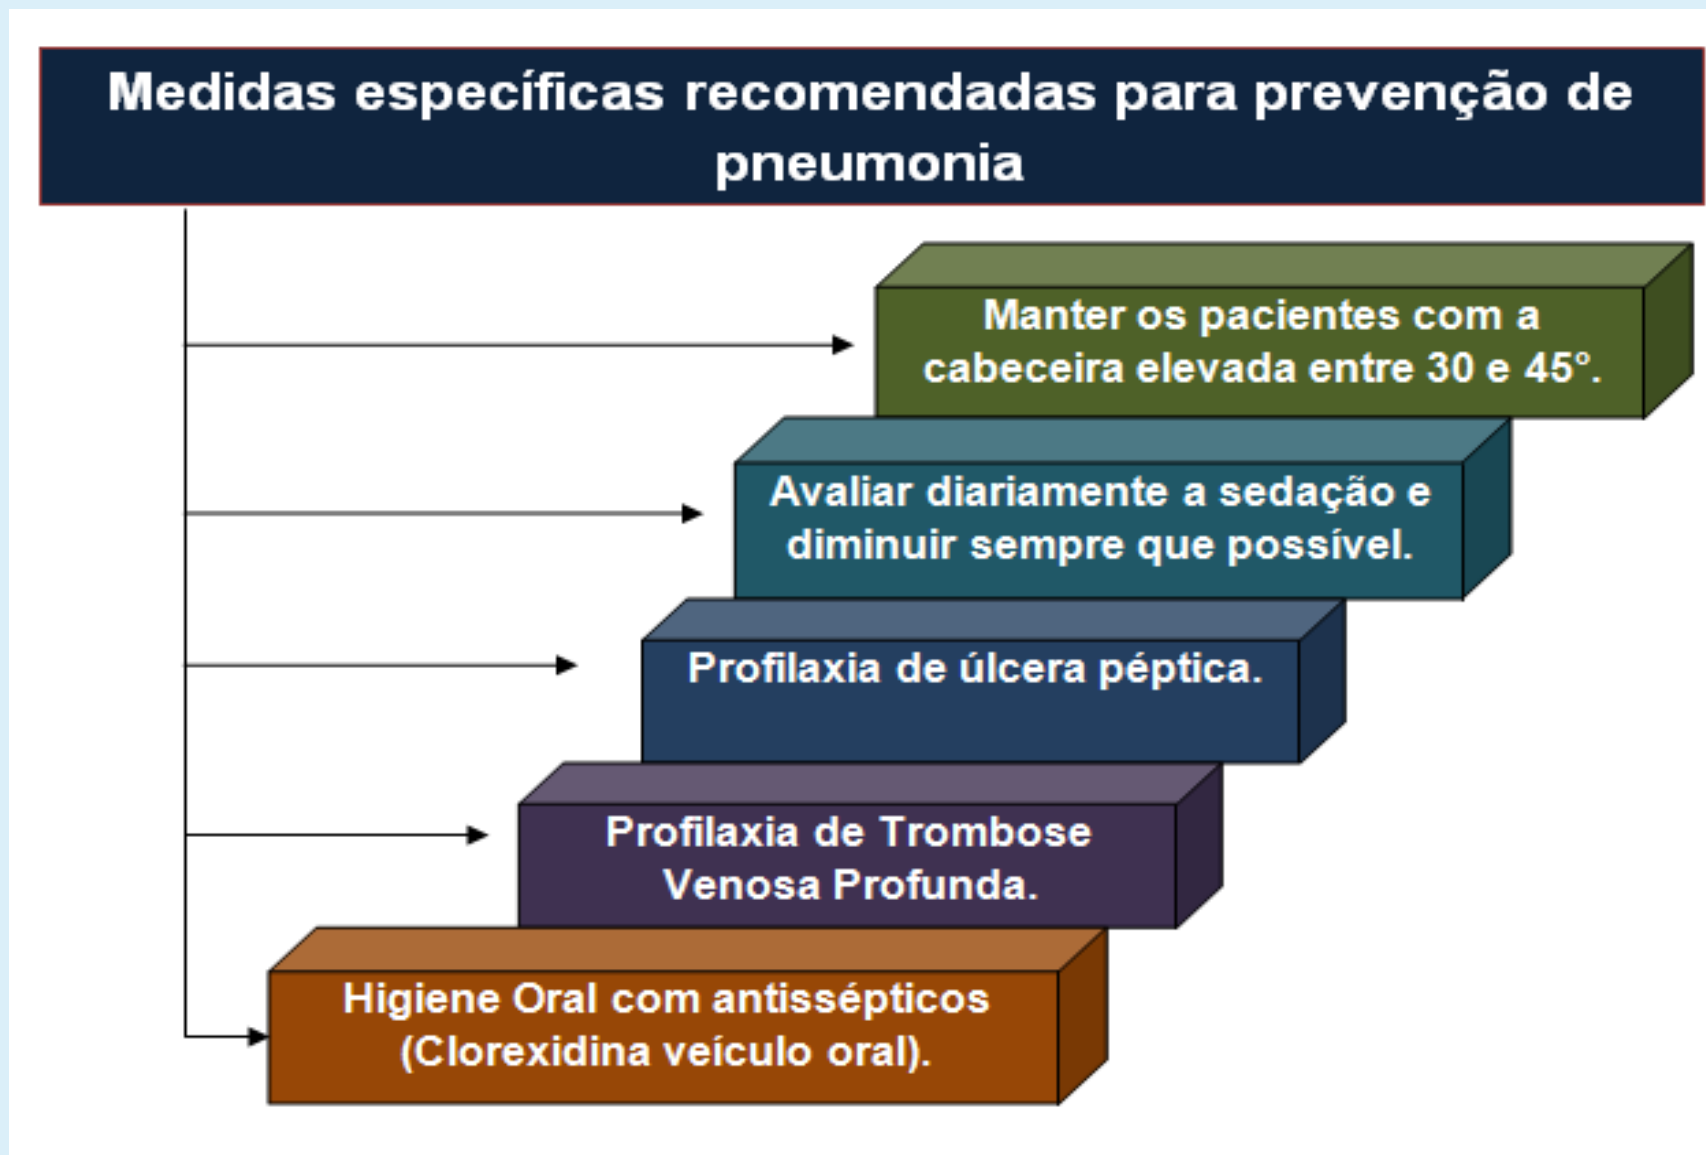 Medidas específicas recomendadas para prevenção de
pneumonia
Manter os pacientes com a
cabeceira elevada entre 30 e 45°.
Avaliar diariamente a sedação e
diminuir sempre que possível.
Profilaxia de úlcera péptica.
Profilaxia de Trombose
Venosa Profunda.
Higiene Oral com antissépticos
(Clorexidina veículo oral).